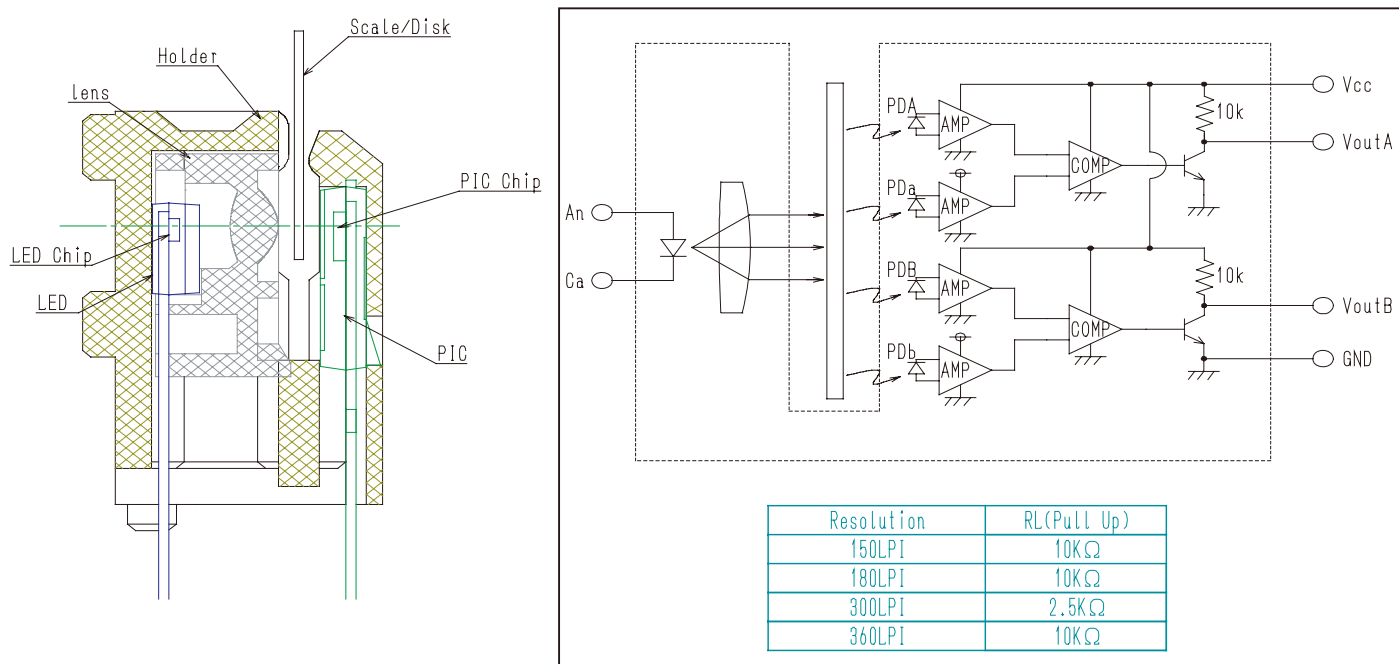 Scale/Disk
Holder
lens
PIC Chip
LED Chip
LED
PIC
An
Ca
PDA
AMP
PDa
AMP
COMP
10k
Vcc
VoutA
PDB
AMP
PDb
AMP
COMP
10k
VoutB
GND
Resolution RL(Pull Up)
150LPI 10KΩ
180LPI 10KΩ
300LPI 2.5KΩ
360LPI 10KΩ